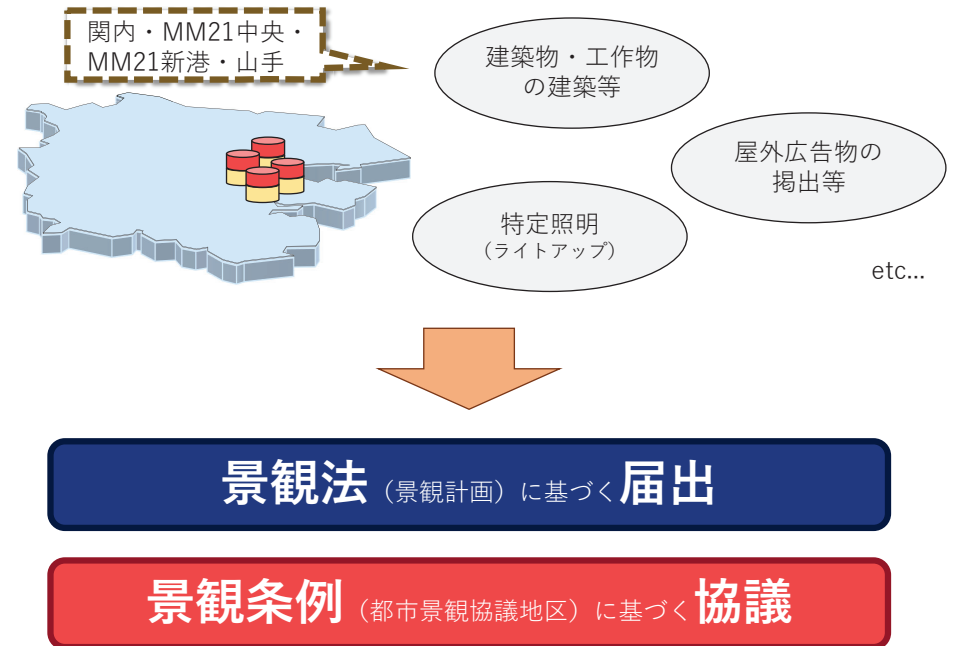 関内・MM21中央・
MM21新港・山手
建築物・工作物
の建築等
屋外広告物の
掲出等
特定照明
（ライトアップ）
etc...
景観法（景観計画）に基づく届出
景観条例（都市景観協議地区）に基づく協議